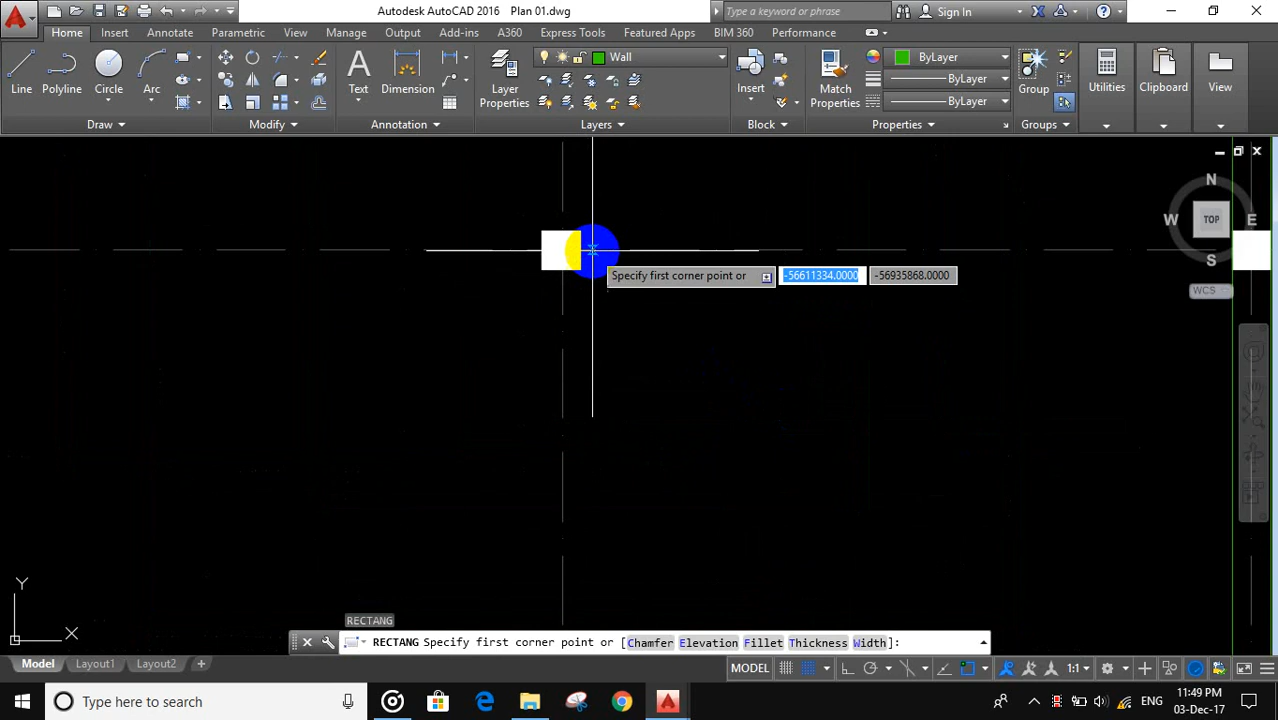 Autodesk AutoCAD 2016 Plan 01.dwg
Type a keyword or phrase
Sign In
Home Insert Annotate Parametric View Manage Output Add-ins A360 Express Tools Featured Apps BIM 360 Performance
Line Polyline Circle Arc
Text Dimension
Layer Properties
Wall
Insert
Match Properties
ByLayer
ByLayer
ByLayer
Group Utilities Clipboard View
Draw Modify Annotation Layers Block Properties Groups
N
W TOP E
S
WCS
Specify first corner point or -56611334.0000 -56935868.0000
Y
X
RECTANG
RECTANG Specify first corner point or [Chamfer Elevation Fillet Thickness Width]:
Model Layout1 Layout2 +
MODEL 1:1
Type here to search
ENG
11:49 PM
03-Dec-17